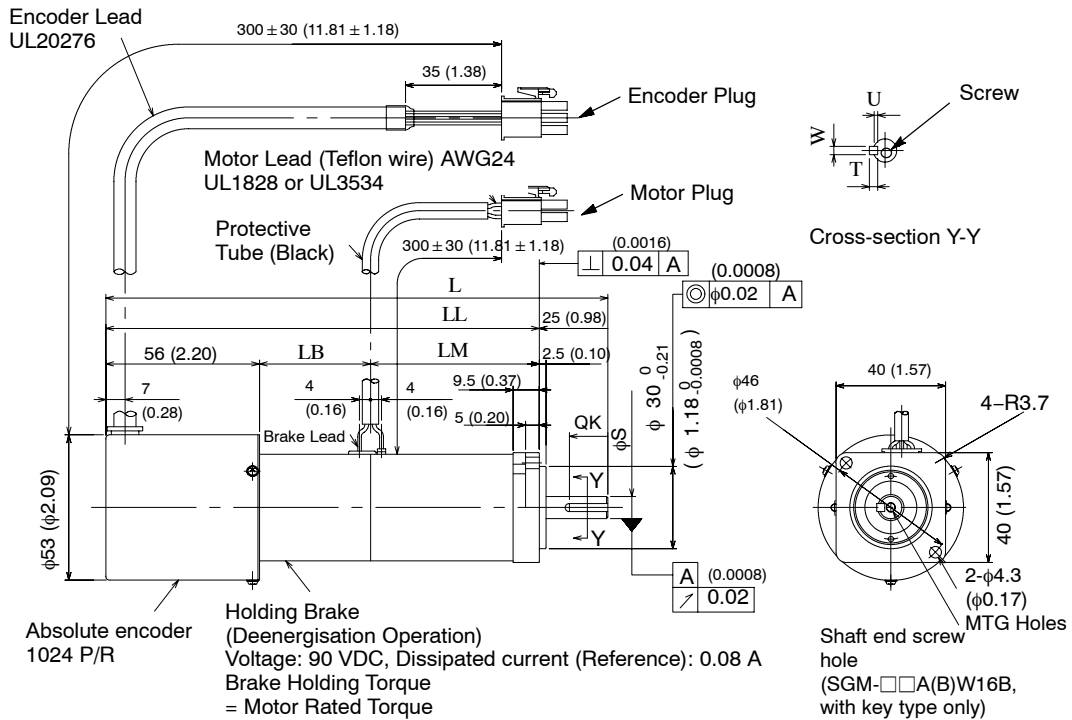 Encoder Lead
UL20276
300 ± 30 (11.81 ± 1.18)
35 (1.38)
Encoder Plug
U
Screw
W
T
Motor Lead (Teflon wire) AWG24
UL1828 or UL3534
Motor Plug
Protective
Tube (Black)
300 ± 30 (11.81 ± 1.18)
Cross-section Y-Y
(0.0016)
⊥ 0.04 A
(0.0008)
◎ φ0.02 A
L
LL
25 (0.98)
56 (2.20)
LB
LM
2.5 (0.10)
7
(0.28)
4
(0.16)
4
(0.16)
9.5 (0.37)
5 (0.20)
QK
φS
φ 30 0 -0.21
( φ 1.18 0 -0.0008 )
Brake Lead
Y
Y
φ53 (φ2.09)
A
(0.0008)
↗ 0.02
40 (1.57)
φ46
(φ1.81)
4−R3.7
40 (1.57)
2-φ4.3
(φ0.17)
MTG Holes
Absolute encoder
1024 P/R
Holding Brake
(Deenergisation Operation)
Voltage: 90 VDC, Dissipated current (Reference): 0.08 A
Brake Holding Torque
= Motor Rated Torque
Shaft end screw
hole
(SGM-□□A(B)W16B,
with key type only)